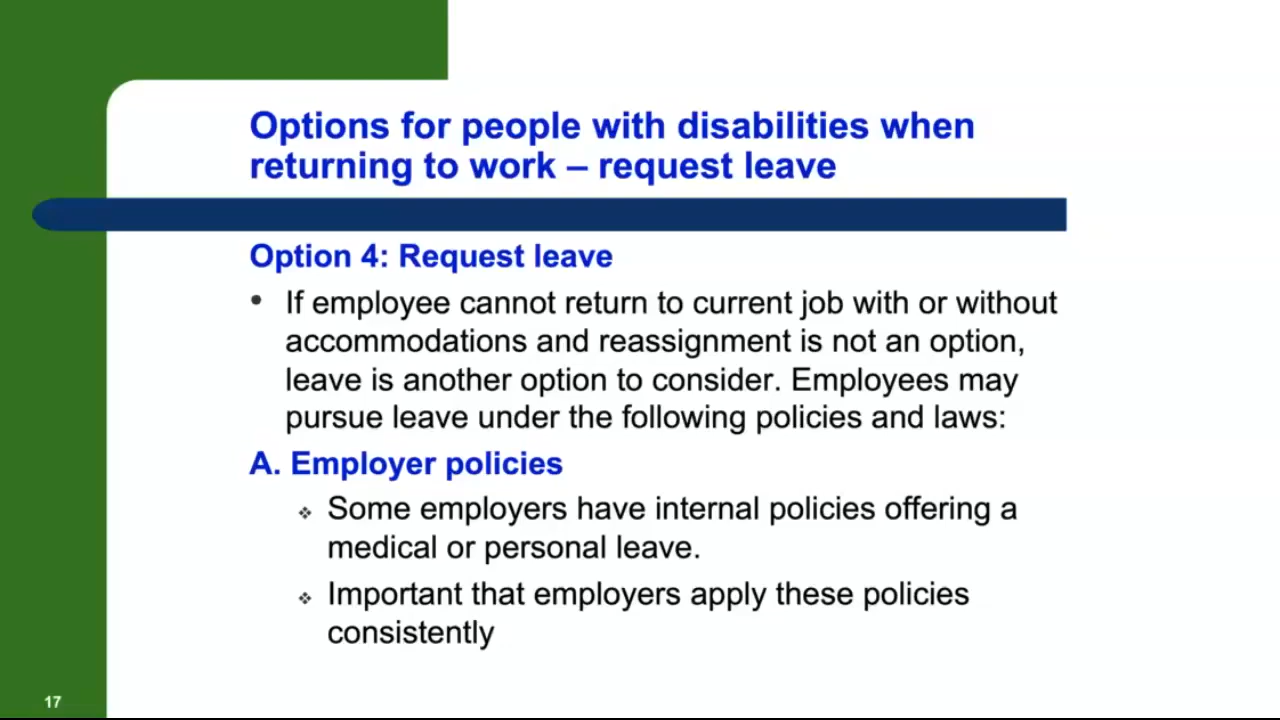 Options for people with disabilities when
returning to work – request leave
Option 4: Request leave
• If employee cannot return to current job with or without
accommodations and reassignment is not an option,
leave is another option to consider. Employees may
pursue leave under the following policies and laws:
A. Employer policies
❖ Some employers have internal policies offering a
medical or personal leave.
❖ Important that employers apply these policies
consistently
17